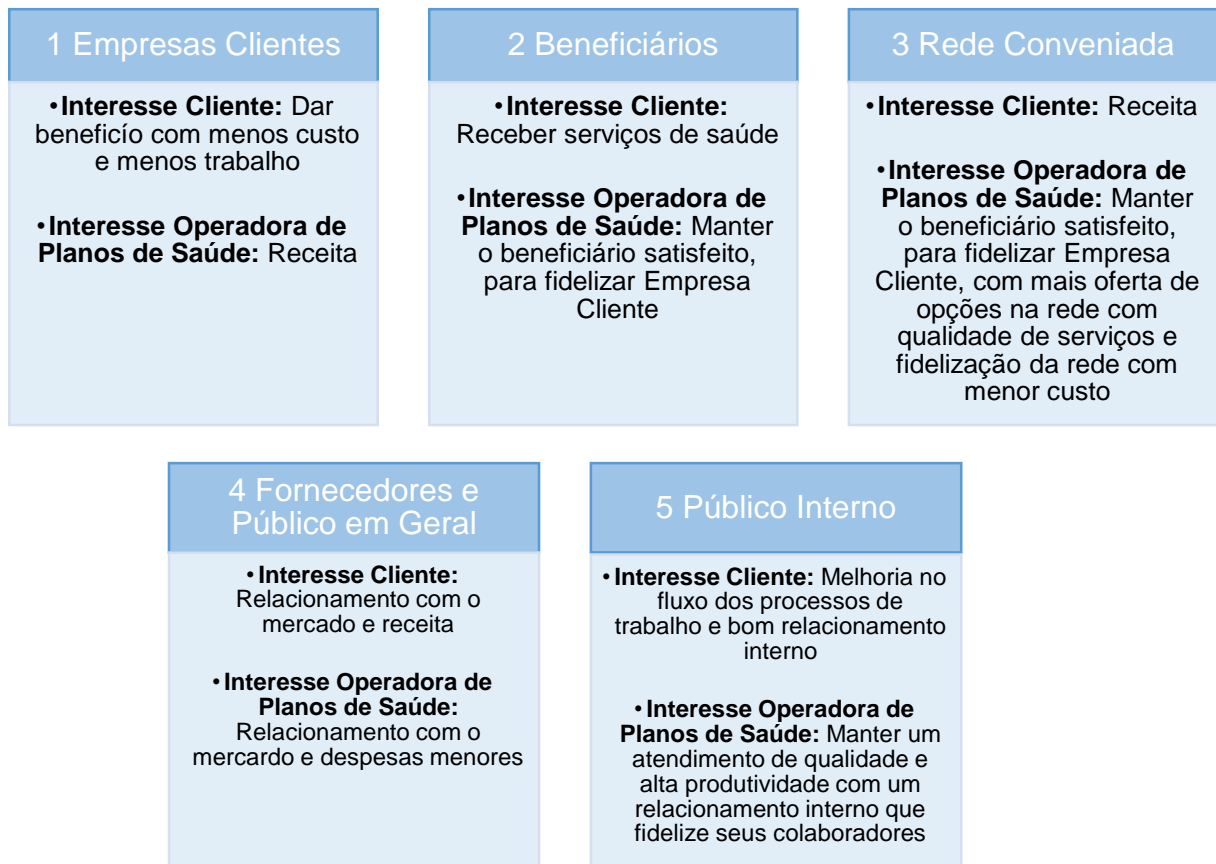 1 Empresas Clientes
•Interesse Cliente: Dar
beneficío com menos custo
e menos trabalho
•Interesse Operadora de
Planos de Saúde: Receita
2 Beneficiários
•Interesse Cliente:
Receber serviços de saúde
•Interesse Operadora de
Planos de Saúde: Manter
o beneficiário satisfeito,
para fidelizar Empresa
Cliente
3 Rede Conveniada
•Interesse Cliente: Receita
•Interesse Operadora de
Planos de Saúde: Manter
o beneficiário satisfeito,
para fidelizar Empresa
Cliente, com mais oferta de
opções na rede com
qualidade de serviços e
fidelização da rede com
menor custo
4 Fornecedores e
Público em Geral
•Interesse Cliente:
Relacionamento com o
mercado e receita
•Interesse Operadora de
Planos de Saúde:
Relacionamento com o
mercardo e despesas menores
5 Público Interno
•Interesse Cliente: Melhoria no
fluxo dos processos de
trabalho e bom relacionamento
interno
•Interesse Operadora de
Planos de Saúde: Manter um
atendimento de qualidade e
alta produtividade com um
relacionamento interno que
fidelize seus colaboradores